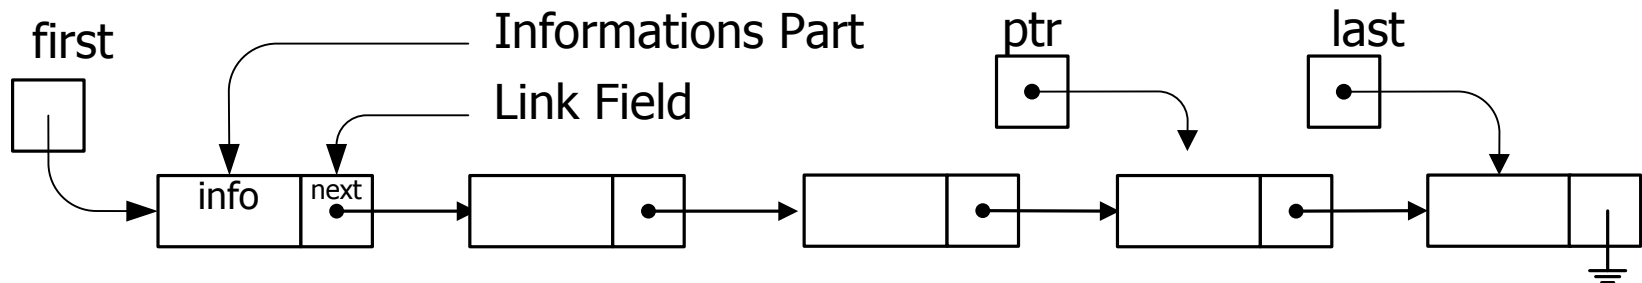 first
Informations Part
Link Field
ptr
last
info
next